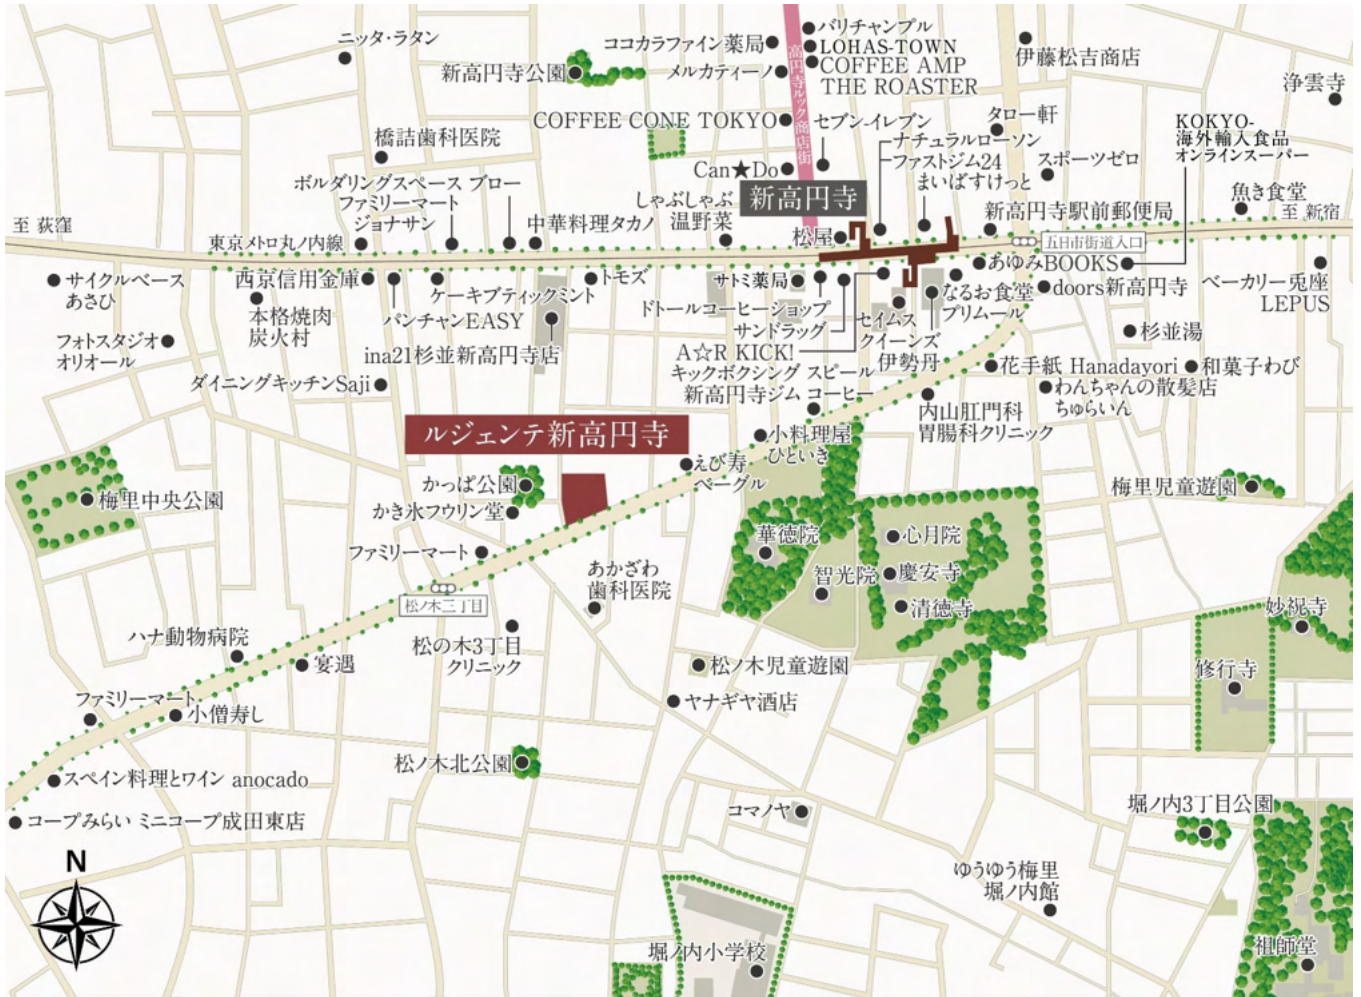 ニッタ・ラタン
ココカラファイン薬局
バリチャンプル
LOHAS-TOWN
COFFEE AMP
THE ROASTER
伊藤松吉商店
新高円寺公園
メルカティーノ
高円寺ルック商店街
浄雲寺
COFFEE CONE TOKYO
セブン-イレブン
タロー軒
KOKYO-
海外輸入食品
オンラインスーパー
橋詰歯科医院
ナチュラルローソン
ファストジム24
まいばすけっと
スポーツゼロ
Can★Do
ボルダリングスペース ブロー
ファミリーマート
ジョナサン
しゃぶしゃぶ
温野菜
新高円寺
魚き食堂
至 荻窪
東京メトロ丸ノ内線
中華料理タカノ
松屋
新高円寺駅前郵便局
至 新宿
五日市街道入口
サイクルベース
あさひ
西京信用金庫
トモズ
サトミ薬局
あゆみBOOKS
doors新高円寺
ベーカリー兎座
LEPUS
本格焼肉
炭火村
ケーキブティックミント
パンチャンEASY
ドトールコーヒーショップ
サンドラッグ
セイムス
なるお食堂
プリムール
クイーンズ
伊勢丹
杉並湯
フォトスタジオ
オリオール
ina21杉並新高円寺店
A☆R KICK!
キックボクシング
新高円寺ジム
スピール
コーヒー
花手紙 Hanadayori
和菓子わび
ダイニングキッチンSaji
わんちゃんの散髪店
ちゅらいん
内山肛門科
胃腸科クリニック
ルジェンテ新高円寺
小料理屋
ひといき
えび寿
ベーグル
梅里中央公園
かっぱ公園
かき氷フウリン堂
梅里児童遊園
ファミリーマート
華徳院
心月院
あかざわ
歯科医院
智光院
慶安寺
清徳寺
松ノ木三丁目
妙祝寺
ハナ動物病院
松の木3丁目
クリニック
宴遇
松ノ木児童遊園
修行寺
ファミリーマート
小僧寿し
ヤナギヤ酒店
松ノ木北公園
スペイン料理とワイン anocado
コープみらい ミニコープ成田東店
コマノヤ
堀ノ内3丁目公園
N
ゆうゆう梅里
堀ノ内館
堀ノ内小学校
祖師堂